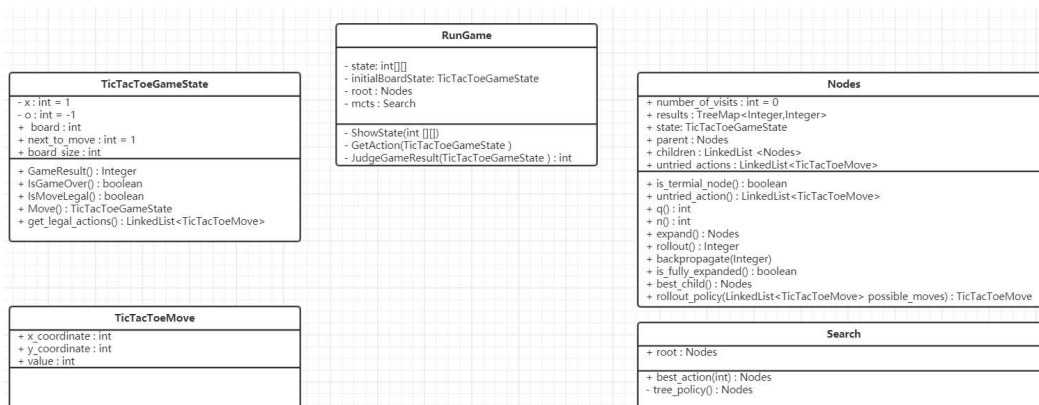 TicTacToeGameState
- x : int = 1
- o : int = -1
+ board : int
+ next_to_move : int = 1
+ board_size : int
+ GameResult() : Integer
+ IsGameOver() : boolean
+ IsMoveLegal() : boolean
+ Move() : TicTacToeGameState
+ get_legal_actions() : LinkedList<TicTacToeMove>
TicTacToeMove
+ x_coordinate : int
+ y_coordinate : int
+ value : int
RunGame
- state: int[][]
- initialBoardState: TicTacToeGameState
- root : Nodes
- mcts : Search
- ShowState(int [][])
- GetAction(TicTacToeGameState )
- JudgeGameResult(TicTacToeGameState ) : int
Nodes
+ number_of_visits : int = 0
+ results : TreeMap<Integer,Integer>
+ state: TicTacToeGameState
+ parent : Nodes
+ children : LinkedList <Nodes>
+ untried_actions : LinkedList<TicTacToeMove>
+ is_termial_node() : boolean
+ untried_action() : LinkedList<TicTacToeMove>
+ q() : int
+ n() : int
+ expand() : Nodes
+ rollout() : Integer
+ backpropagate(Integer)
+ is_fully_expanded() : boolean
+ best_child() : Nodes
+ rollout_policy(LinkedList<TicTacToeMove> possible_moves) : TicTacToeMove
Search
+ root : Nodes
+ best_action(int) : Nodes
- tree_policy() : Nodes